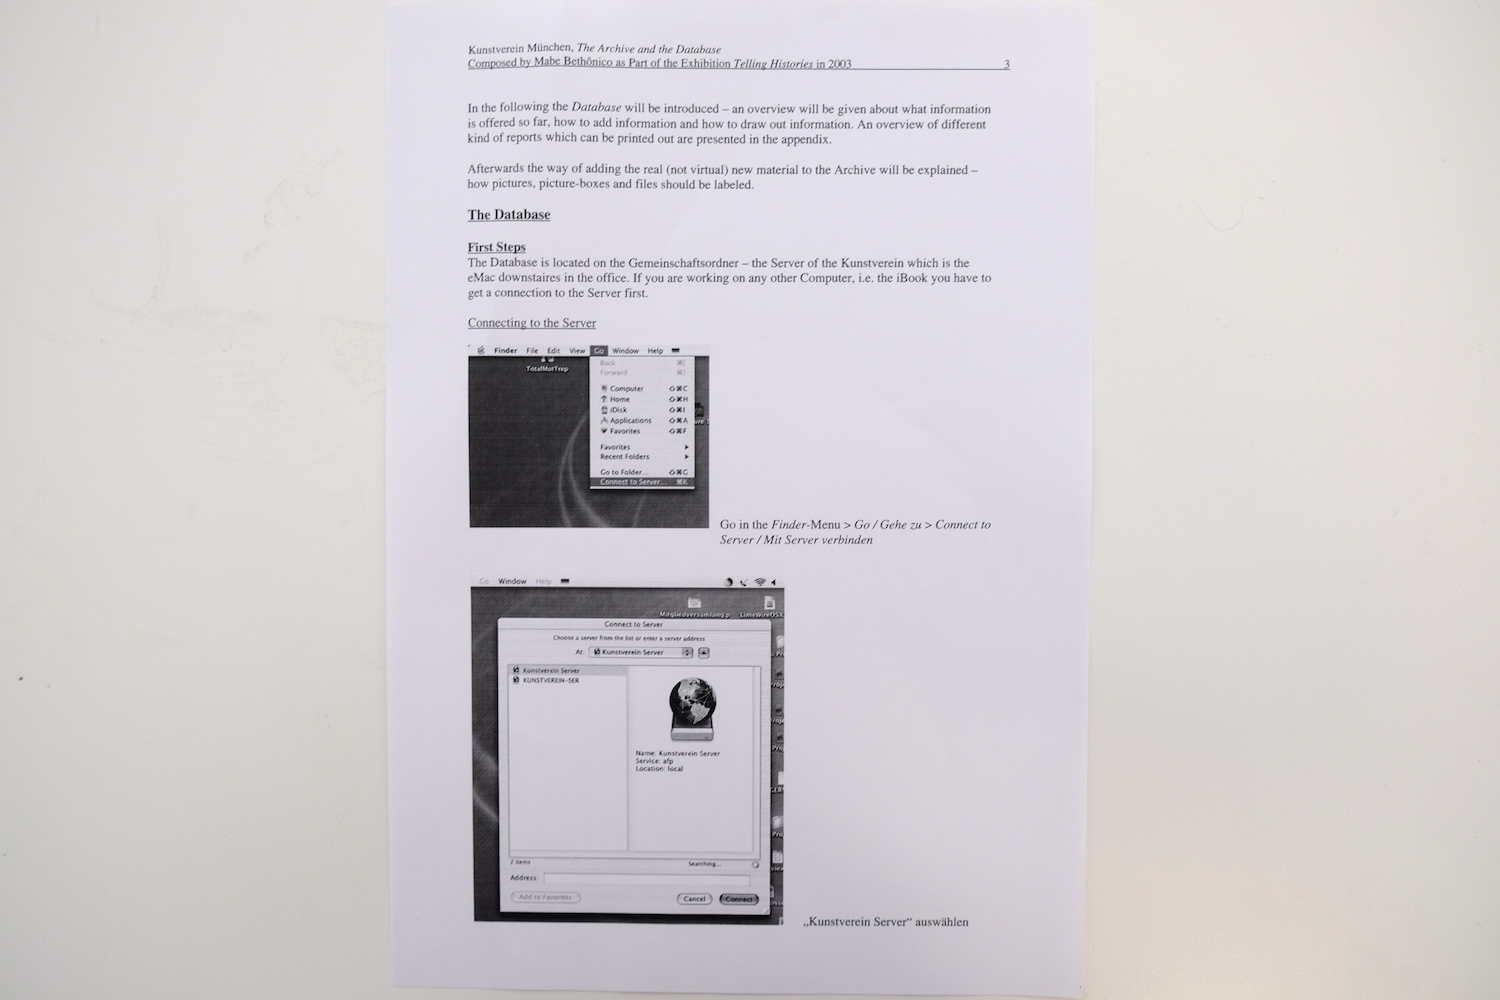 Kunstverein München, The Archive and the Database
Composed by Mabe Bethônico as Part of the Exhibition Telling Histories in 2003 3
In the following the Database will be introduced – an overview will be given about what information
is offered so far, how to add information and how to draw out information. An overview of different
kind of reports which can be printed out are presented in the appendix.
Afterwards the way of adding the real (not virtual) new material to the Archive will be explained –
how pictures, picture-boxes and files should be labeled.
The Database
First Steps
The Database is located on the Gemeinschaftsordner – the Server of the Kunstverein which is the
eMac downstaires in the office. If you are working on any other Computer, i.e. the iBook you have to
get a connection to the Server first.
Connecting to the Server
Finder File Edit View Go Window Help
TotalMorTrep
Back ⌘[
Forward ⌘]
Computer ⇧⌘C
Home ⇧⌘H
iDisk ⇧⌘I
Applications ⇧⌘A
Favorites ⇧⌘F
Favorites
Recent Folders
Go to Folder... ⇧⌘G
Connect to Server... ⌘K
Go in the Finder-Menu > Go / Gehe zu > Connect to
Server / Mit Server verbinden
Go Window Help
Mitgliedversammlung.p LimeWireOSX
Connect to Server
Choose a server from the list or enter a server address
At: Kunstverein Server
Kunstverein Server
KUNSTVEREIN-SER
Name: Kunstverein Server
Service: afp
Location: local
2 items Searching...
Address:
Add to Favorites Cancel Connect
„Kunstverein Server“ auswählen